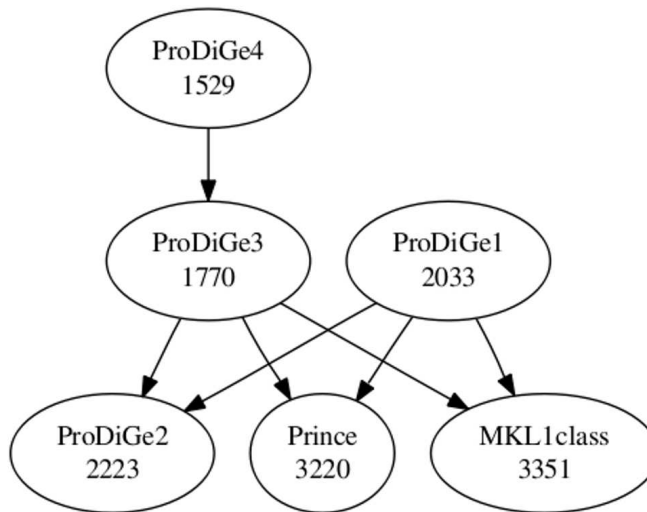 ProDiGe4
1529
ProDiGe3
1770
ProDiGe1
2033
ProDiGe2
2223
Prince
3220
MKL1class
3351